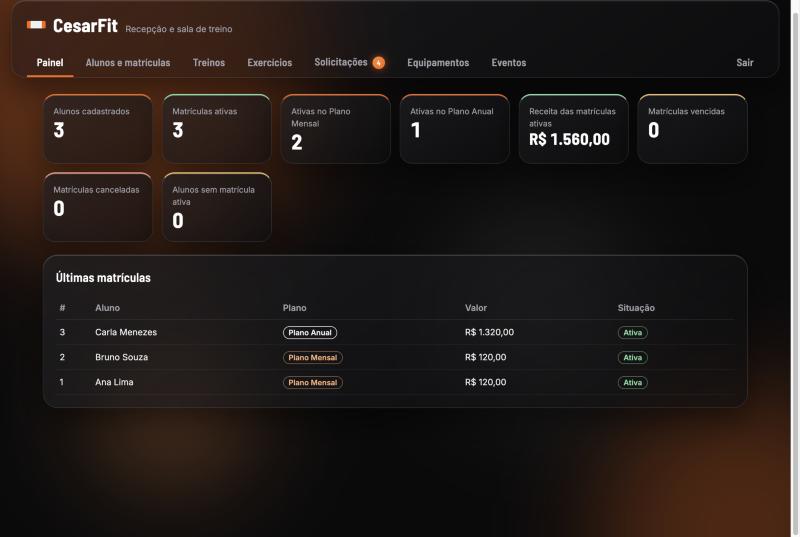 CesarFit Recepção e sala de treino
Painel Alunos e matrículas Treinos Exercícios Solicitações 4 Equipamentos Eventos Sair
Alunos cadastrados
3
Matrículas ativas
3
Ativas no Plano
Mensal
2
Ativas no Plano Anual
1
Receita das matrículas
ativas
R$ 1.560,00
Matrículas vencidas
0
Matrículas canceladas
0
Alunos sem matrícula
ativa
0
Últimas matrículas
# Aluno Plano Valor Situação
3 Carla Menezes Plano Anual R$ 1.320,00 Ativa
2 Bruno Souza Plano Mensal R$ 120,00 Ativa
1 Ana Lima Plano Mensal R$ 120,00 Ativa